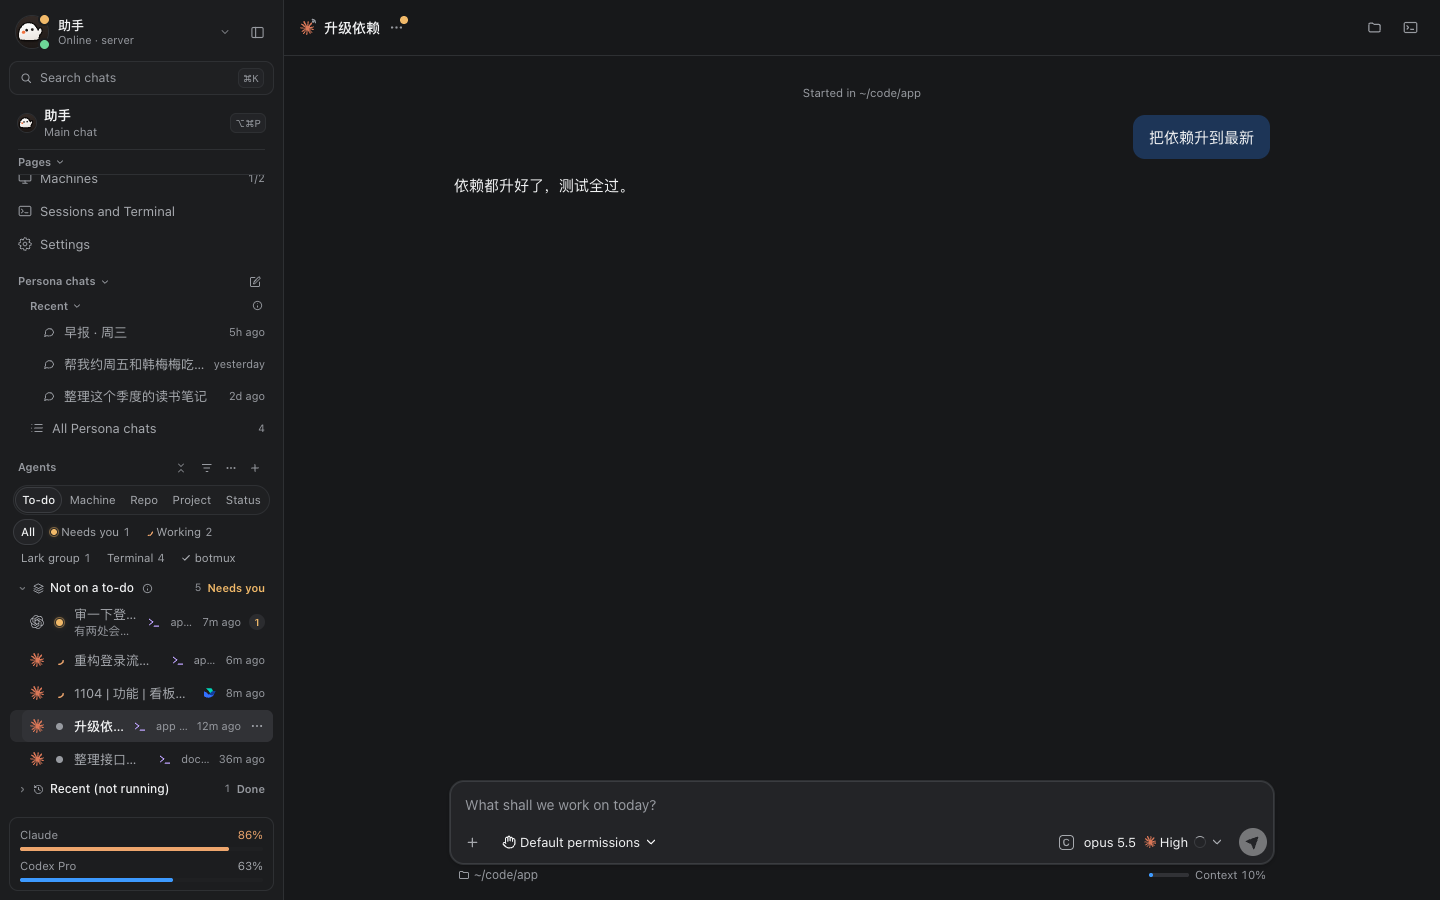 助手
Online · server
Search chats
⌘K
助手
Main chat
⌥⌘P
Pages
Machines
1/2
Sessions and Terminal
Settings
Persona chats
Recent
早报 · 周三
5h ago
帮我约周五和韩梅梅吃...
yesterday
整理这个季度的读书笔记
2d ago
All Persona chats
4
Agents
To-do Machine Repo Project Status
All Needs you 1 Working 2
Lark group 1 Terminal 4 botmux
Not on a to-do
5 Needs you
审一下登...
有两处会...
ap... 7m ago 1
重构登录流...
ap... 6m ago
1104 | 功能 | 看板...
8m ago
升级依...
app ... 12m ago
整理接口...
doc... 36m ago
Recent (not running)
1 Done
Claude
86%
Codex Pro
63%
升级依赖
Started in ~/code/app
把依赖升到最新
依赖都升好了，测试全过。
What shall we work on today?
Default permissions
C opus 5.5 High
~/code/app
Context 10%